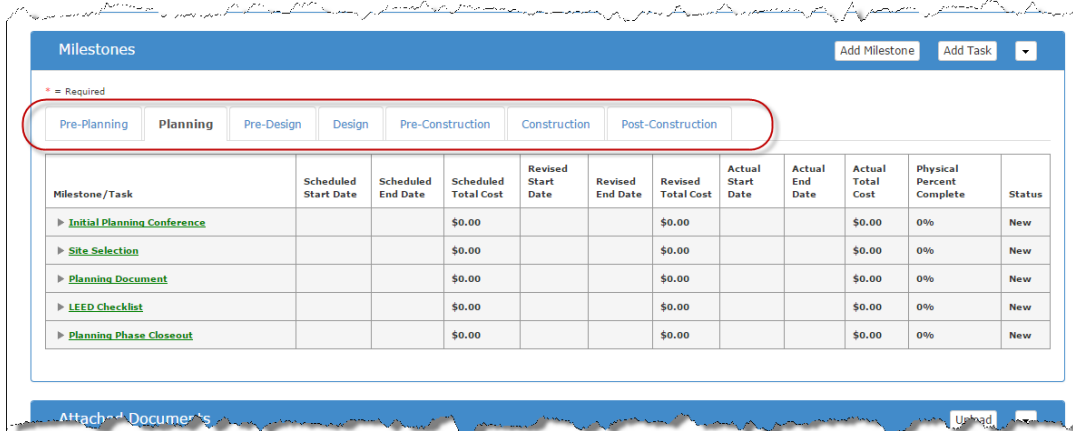 Milestones Add Milestone Add Task
* = Required
Pre-Planning Planning Pre-Design Design Pre-Construction Construction Post-Construction
Milestone/Task Scheduled Start Date Scheduled End Date Scheduled Total Cost Revised Start Date Revised End Date Revised Total Cost Actual Start Date Actual End Date Actual Total Cost Physical Percent Complete Status
Initial Planning Conference $0.00 $0.00 $0.00 0% New
Site Selection $0.00 $0.00 $0.00 0% New
Planning Document $0.00 $0.00 $0.00 0% New
LEED Checklist $0.00 $0.00 $0.00 0% New
Planning Phase Closeout $0.00 $0.00 $0.00 0% New
Attached Documents Upload